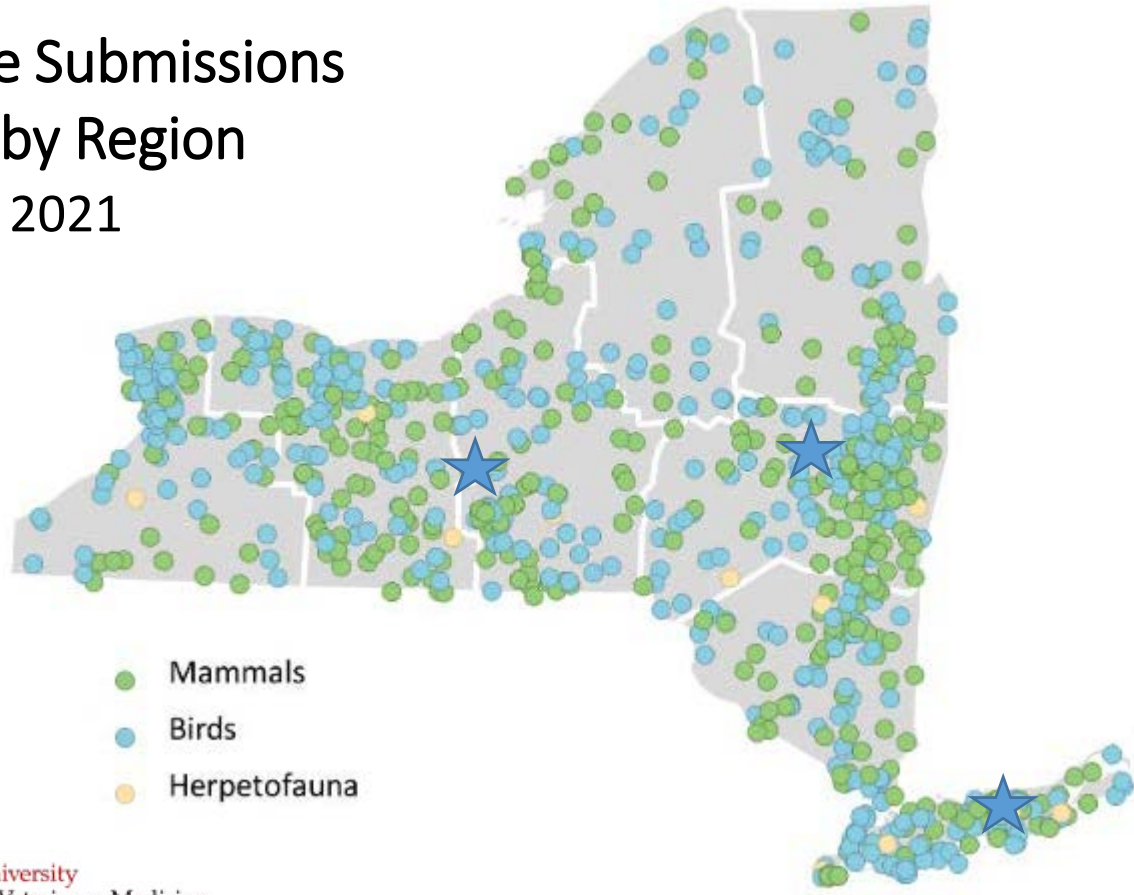 e Submissions
by Region
2021
Mammals
Birds
Herpetofauna
iversity